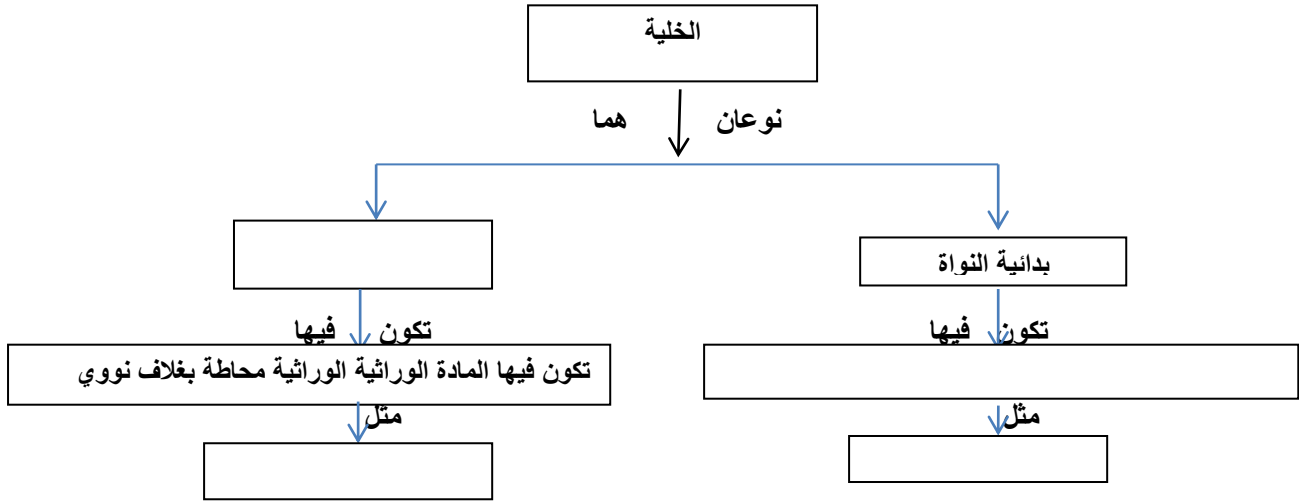 الخلية
نوعان هما
بدائية النواة
تكون فيها
تكون فيها
تكون فيها المادة الوراثية الوراثية محاطة بغلاف نووي
مثل
مثل